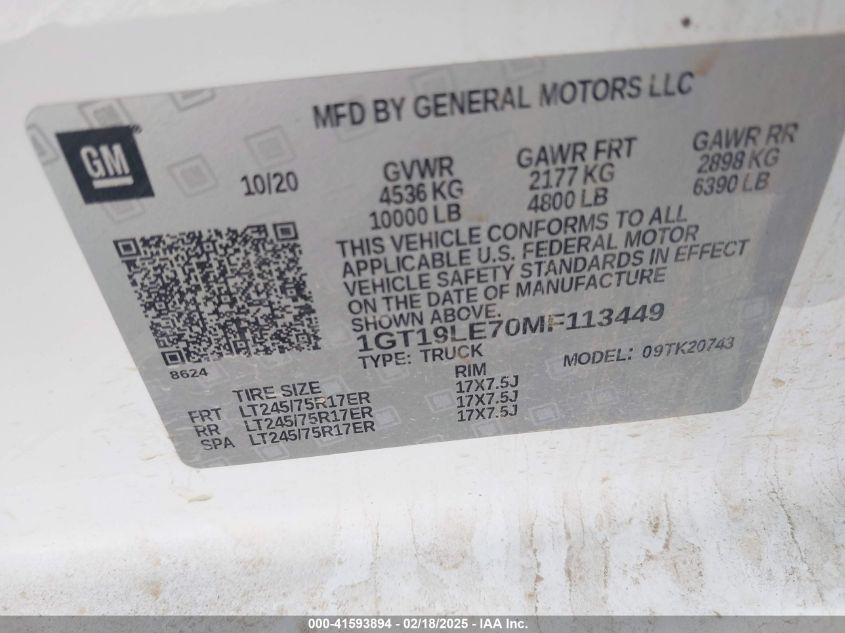 MFD BY GENERAL MOTORS LLC
GM
10/20
GVWR
4536 KG
10000 LB
GAWR FRT
2177 KG
4800 LB
GAWR RR
2898 KG
6390 LB
THIS VEHICLE CONFORMS TO ALL
APPLICABLE U.S. FEDERAL MOTOR
VEHICLE SAFETY STANDARDS IN EFFECT
ON THE DATE OF MANUFACTURE
SHOWN ABOVE.
1GT19LE70MF113449
TYPE: TRUCK
MODEL: 09TK20743
8624
TIRE SIZE RIM
FRT LT245/75R17ER 17X7.5J
RR LT245/75R17ER 17X7.5J
SPA LT245/75R17ER 17X7.5J
000-41593894 - 02/18/2025 - IAA Inc.